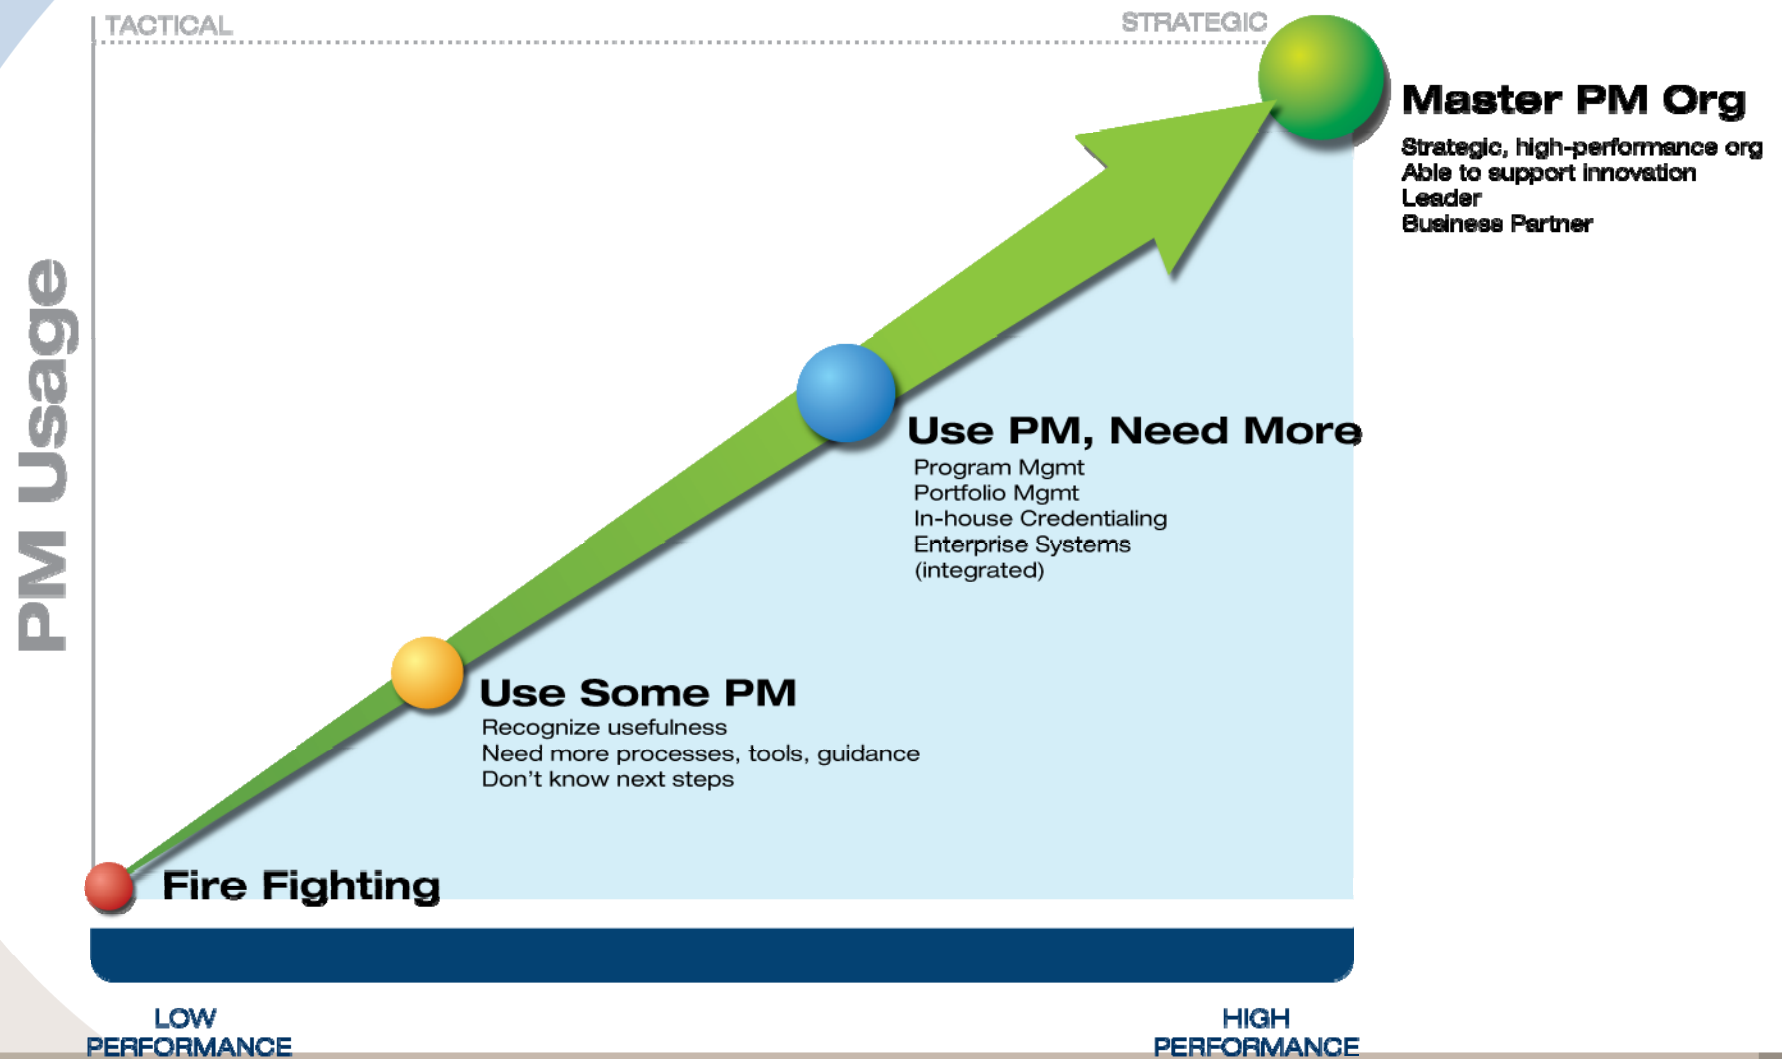 TACTICAL
STRATEGIC
Master PM Org
Strategic, high-performance org
Able to support innovation
Leader
Business Partner
PM Usage
Use PM, Need More
Program Mgmt
Portfolio Mgmt
In-house Credentialing
Enterprise Systems
(integrated)
Use Some PM
Recognize usefulness
Need more processes, tools, guidance
Don't know next steps
Fire Fighting
LOW
PERFORMANCE
HIGH
PERFORMANCE